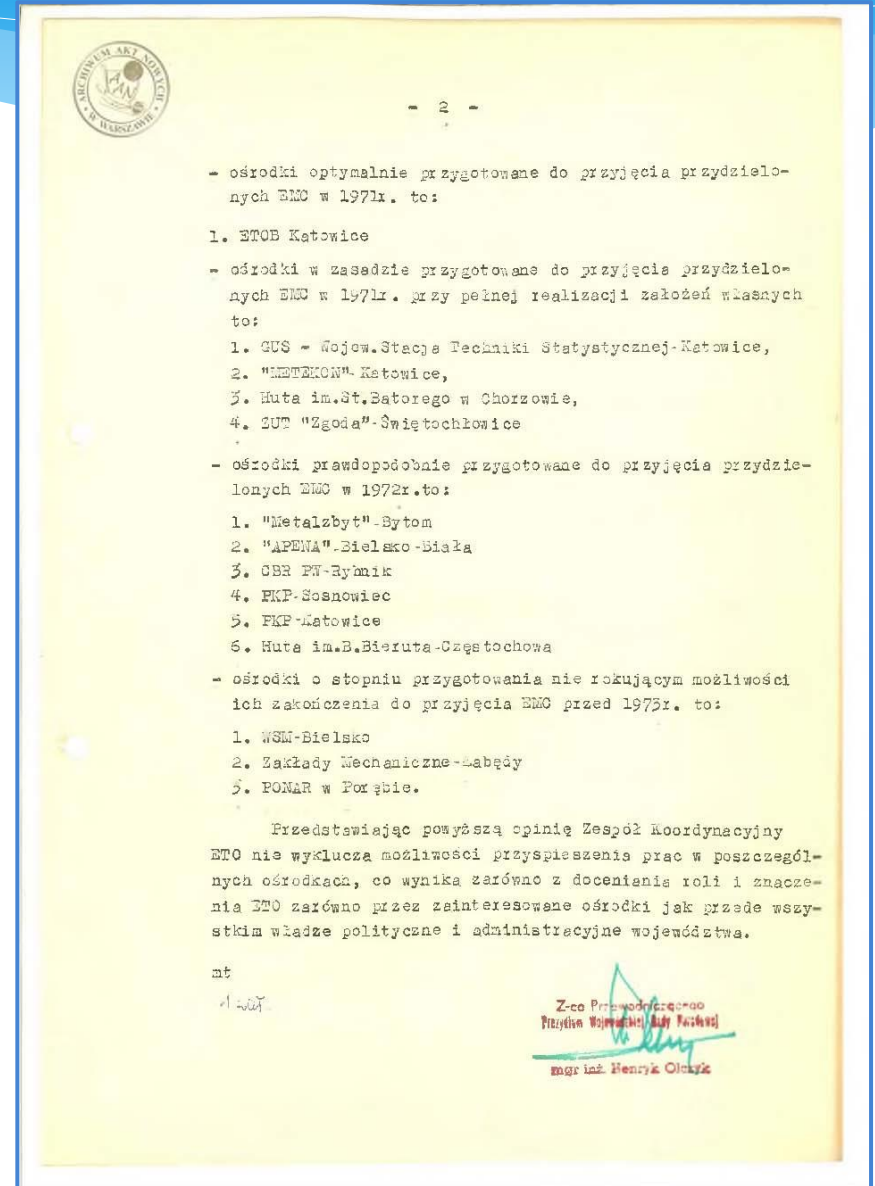 ARCHIWUM AKT NOWYCH
AAN
W WARSZAWIE
- 2 -
- ośrodki optymalnie przygotowane do przyjęcia przydzielo-
nych EMC w 1971r. to:
1. ETOB Katowice
- ośrodki w zasadzie przygotowane do przyjęcia przydzielo-
nych EMC w 1971r. przy pełnej realizacji założeń własnych
to:
1. GUS - Wojew.Stacja Techniki Statystycznej-Katowice,
2. "METEKON"-Katowice,
3. Huta im.St.Batorego w Chorzowie,
4. ZUT "Zgoda"-Świętochłowice
- ośrodki prawdopodobnie przygotowane do przyjęcia przydzie-
lonych EMC w 1972r.to:
1. "Metalzbyt"-Bytom
2. "APENA"-Bielsko-Biała
3. CBR PW-Rybnik
4. PKP-Sosnowiec
5. PKP-Katowice
6. Huta im.B.Bieruta-Częstochowa
- ośrodki o stopniu przygotowania nie rokującym możliwości
ich zakończenia do przyjęcia EMC przed 1973r. to:
1. WSM-Bielsko
2. Zakłady Mechaniczne-Łabędy
3. PONAR w Porębie.
Przedstawiając powyższą opinię Zespół Koordynacyjny
ETO nie wyklucza możliwości przyspieszenia prac w poszczegól-
nych ośrodkach, co wynika zarówno z doceniania roli i znacze-
nia ETO zarówno przez zainteresowane ośrodki jak przede wszy-
stkim władze polityczne i administracyjne województwa.
mt
Z-ca Przewodniczącego
Prezydium Wojewódzkiej Rady Narodowej
mgr inż. Henryk Olczyk